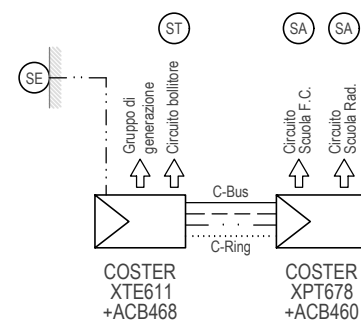 ST
SA
SA
SE
Gruppo di
generazione
Circuito bollitore
Circuito
Scuola F.C.
Circuito
Scuola Rad.
C-Bus
C-Ring
COSTER
XTE611
+ACB468
COSTER
XPT678
+ACB460